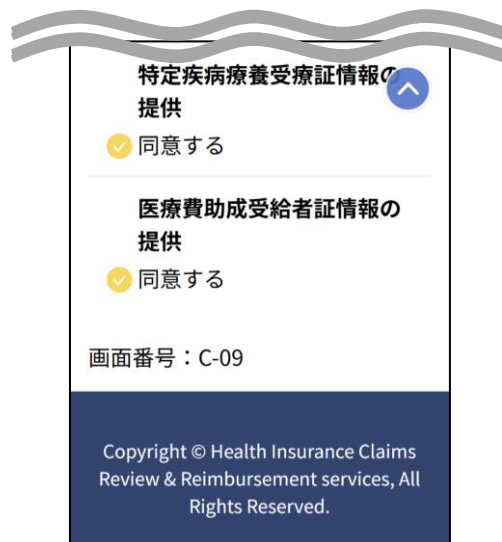 特定疾病療養受療証情報の
提供
同意する
医療費助成受給者証情報の
提供
同意する
画面番号：C-09
Copyright © Health Insurance Claims
Review & Reimbursement services, All
Rights Reserved.